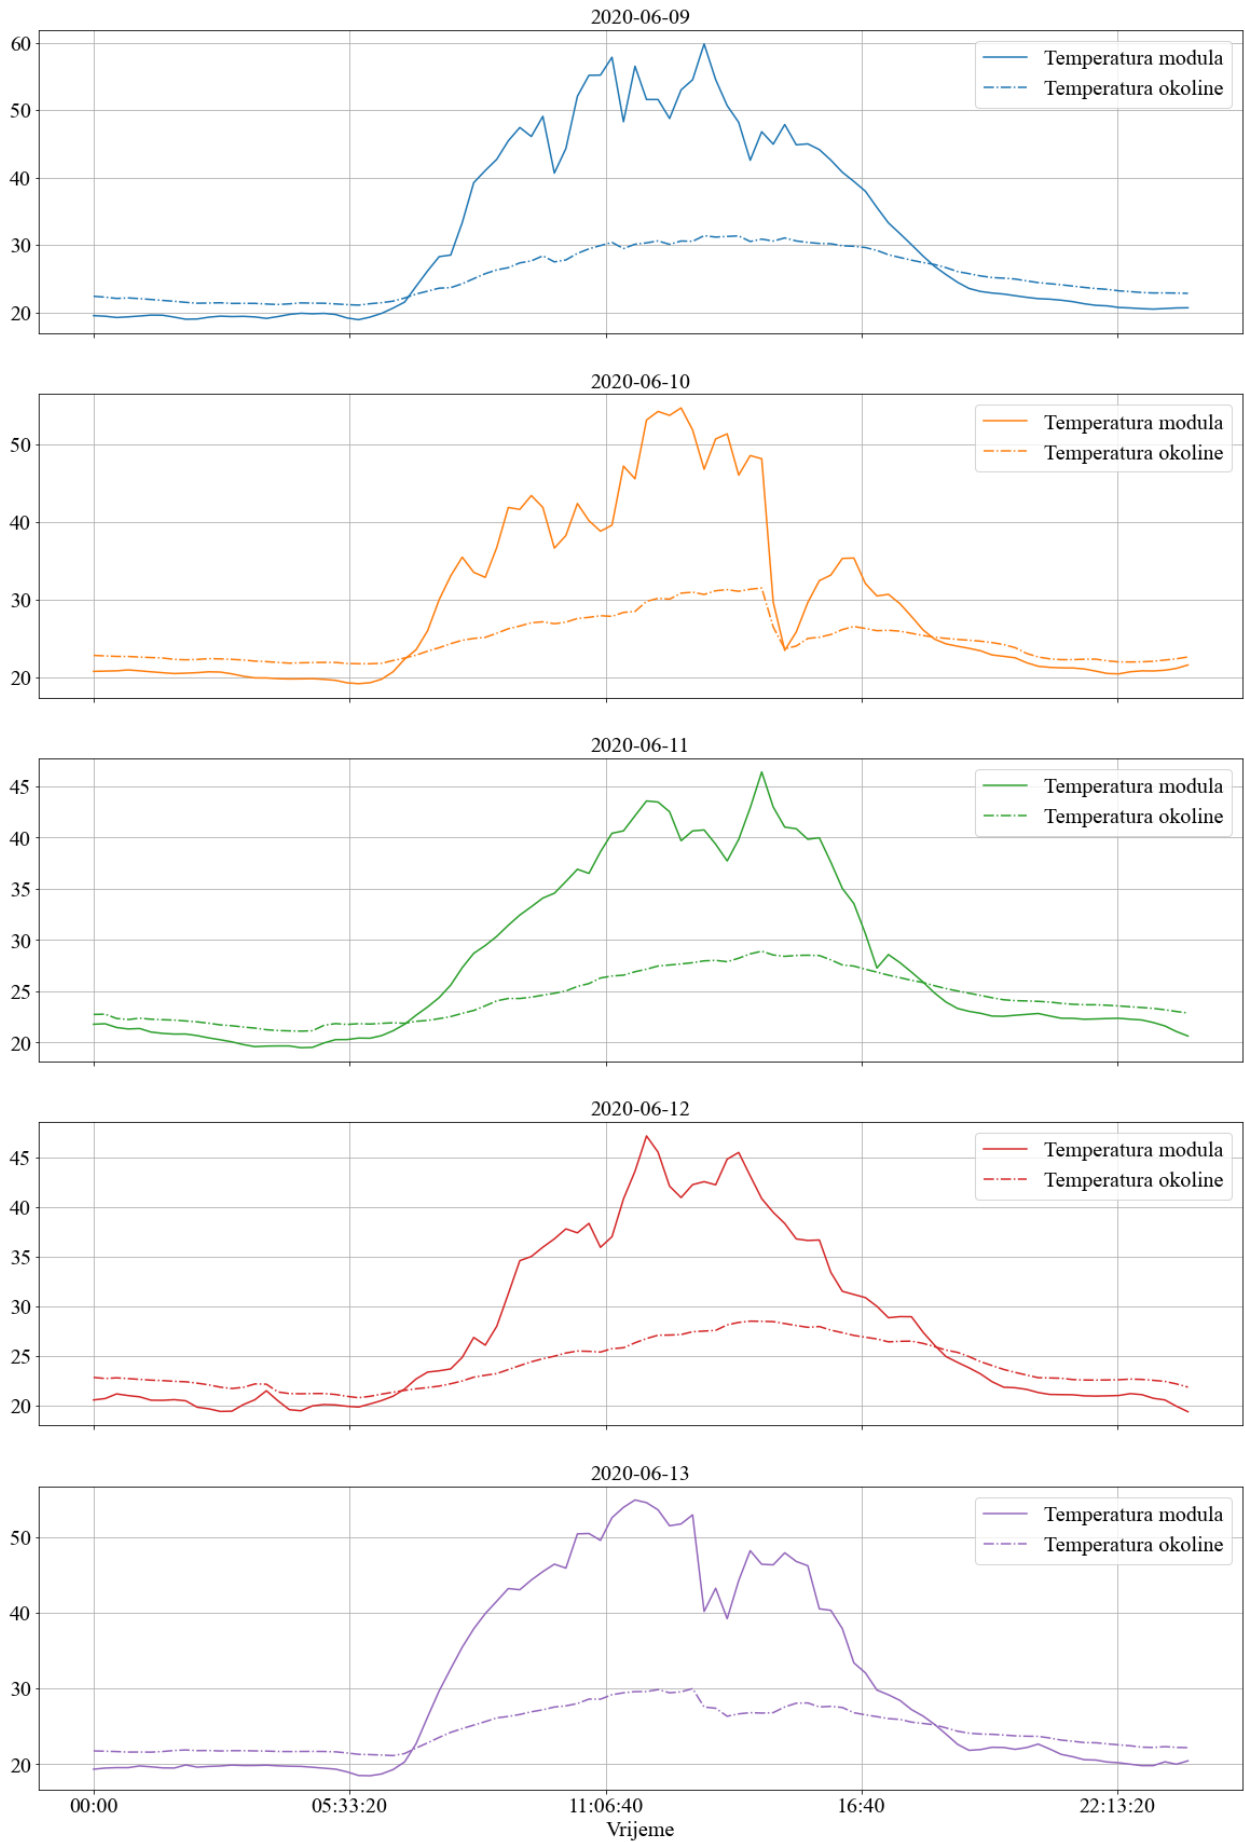 2020-06-09
60
50
40
30
20
Temperatura modula
Temperatura okoline
2020-06-10
50
40
30
20
Temperatura modula
Temperatura okoline
2020-06-11
45
40
35
30
25
20
Temperatura modula
Temperatura okoline
2020-06-12
45
40
35
30
25
20
Temperatura modula
Temperatura okoline
2020-06-13
50
40
30
20
Temperatura modula
Temperatura okoline
00:00 05:33:20 11:06:40 16:40 22:13:20
Vrijeme